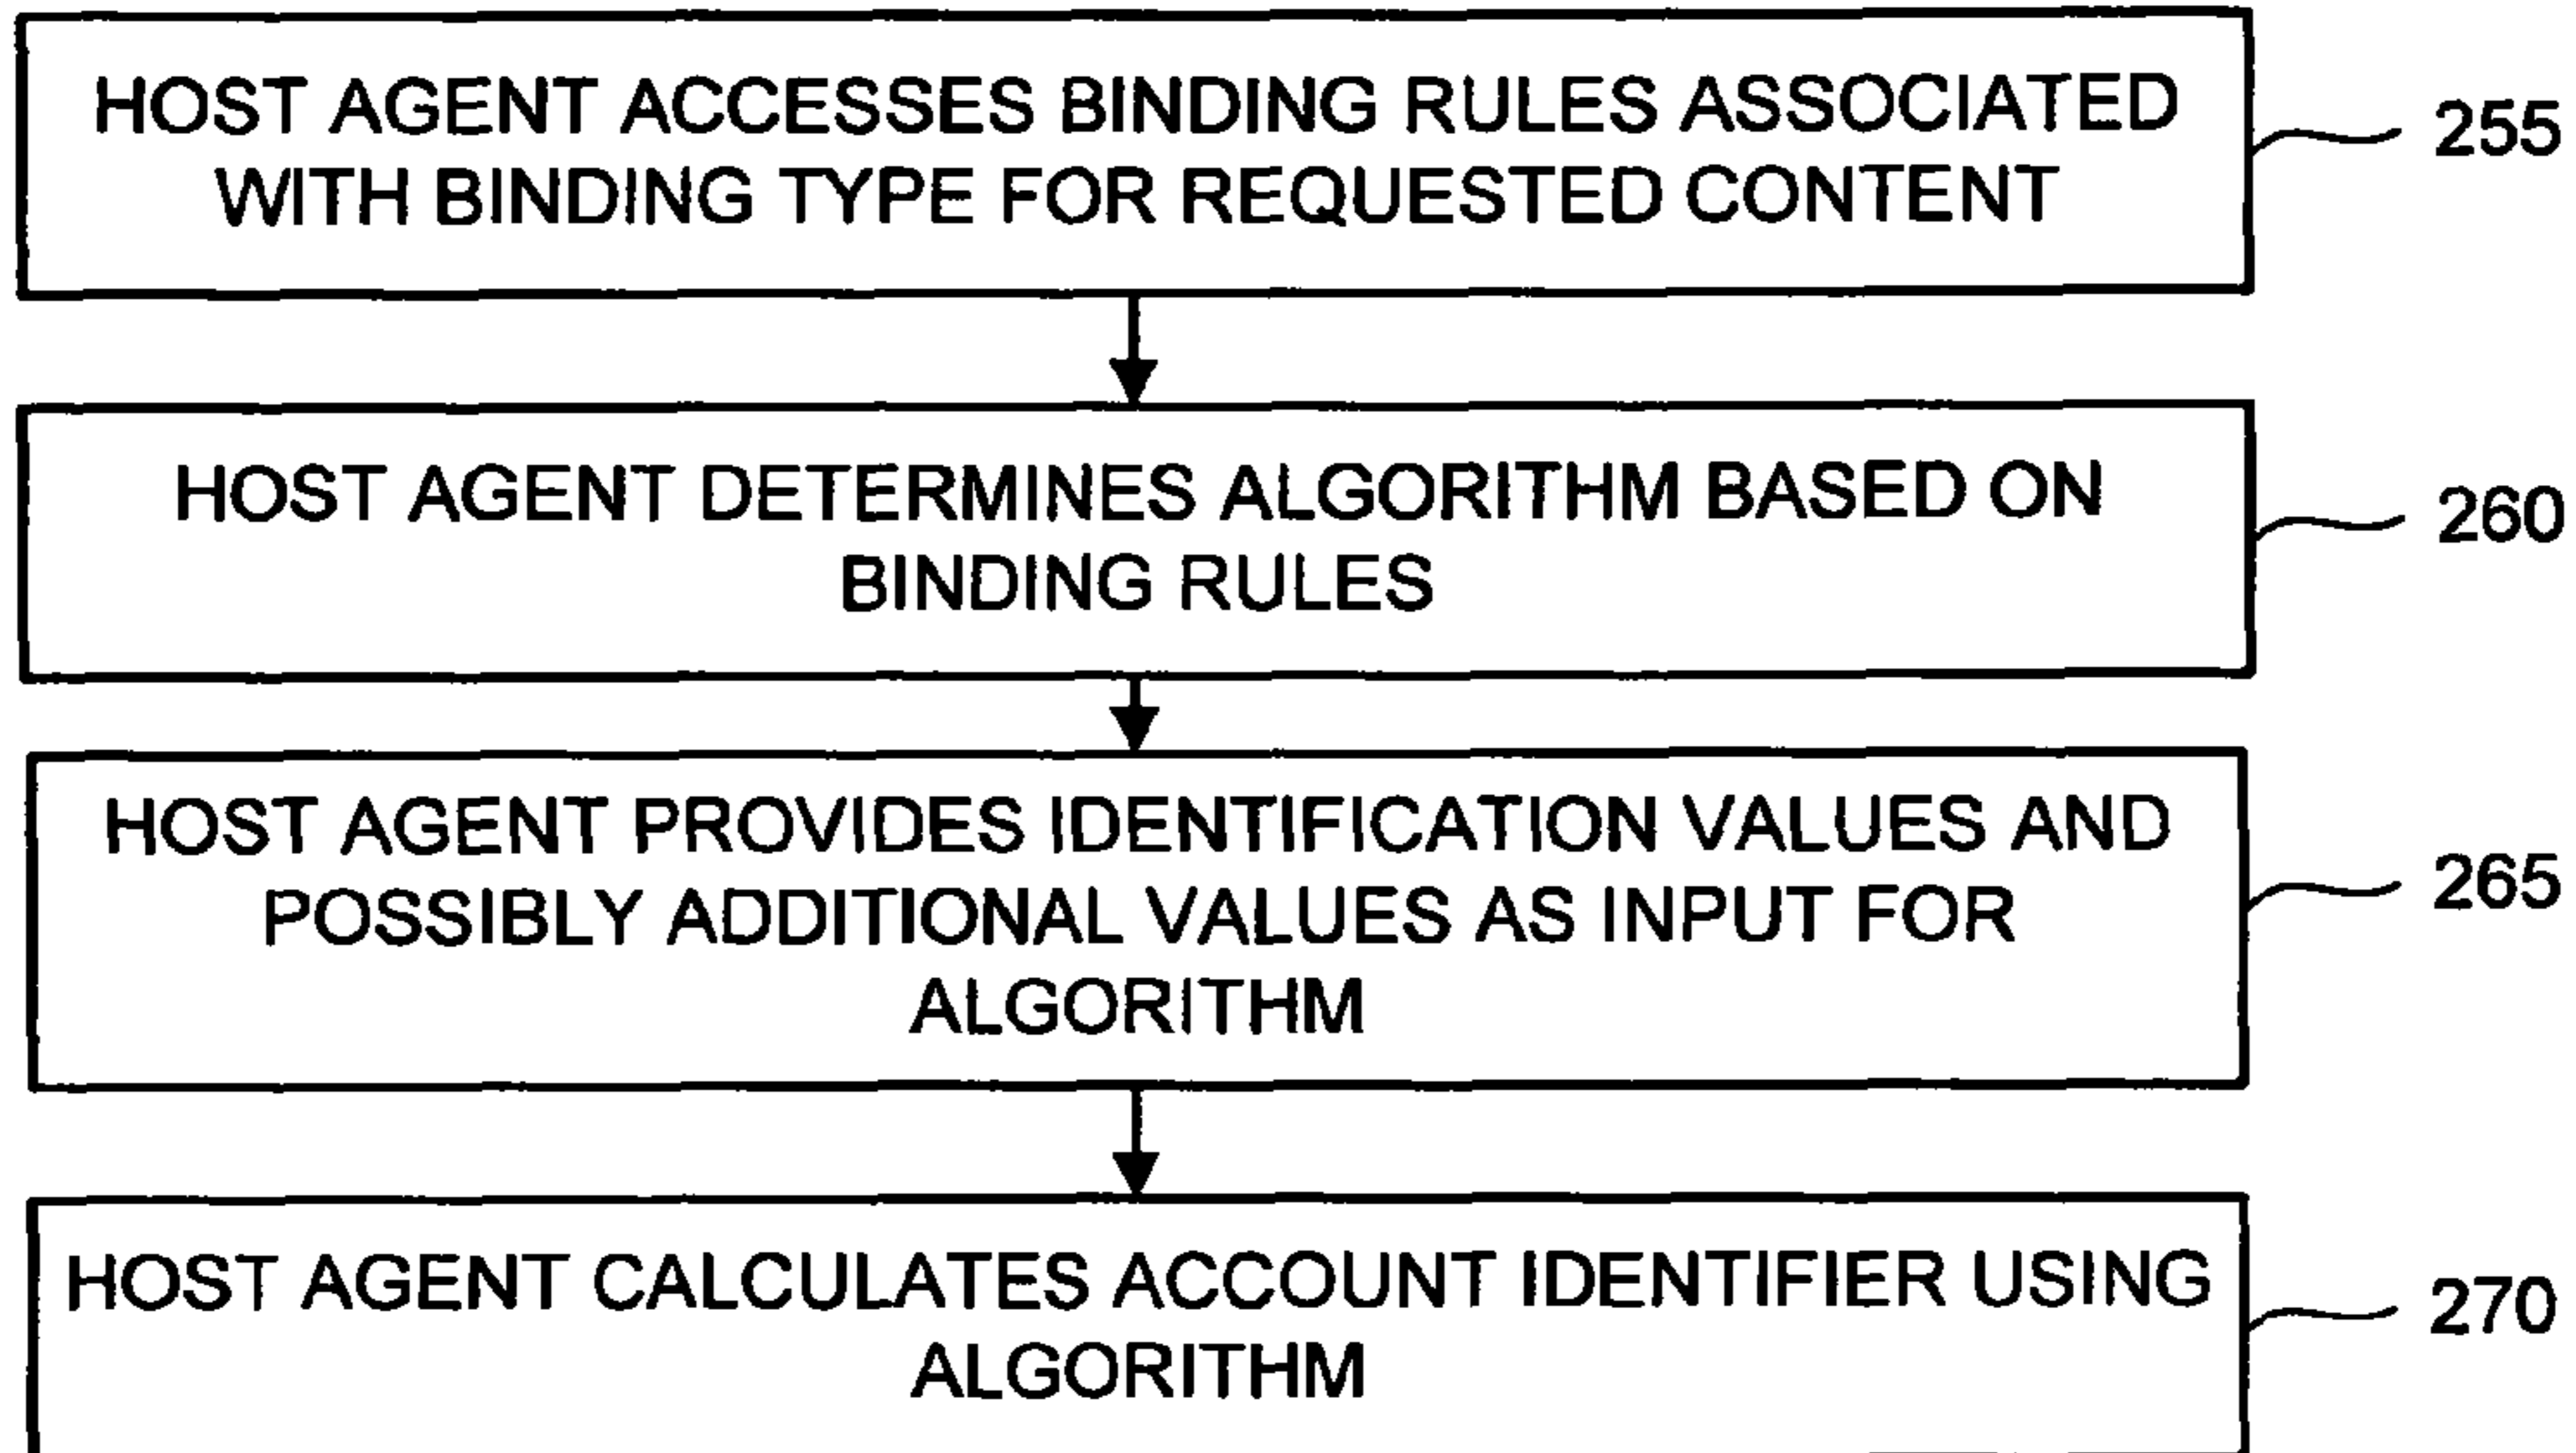 HOST AGENT ACCESSES BINDING RULES ASSOCIATED
WITH BINDING TYPE FOR REQUESTED CONTENT
255
HOST AGENT DETERMINES ALGORITHM BASED ON
BINDING RULES
260
HOST AGENT PROVIDES IDENTIFICATION VALUES AND
POSSIBLY ADDITIONAL VALUES AS INPUT FOR
ALGORITHM
265
HOST AGENT CALCULATES ACCOUNT IDENTIFIER USING
ALGORITHM
270